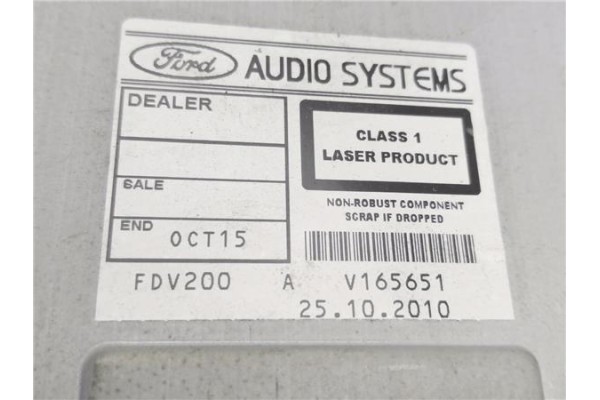 Ford AUDIO SYSTEMS
DEALER
SALE
END OCT15
CLASS 1
LASER PRODUCT
NON-ROBUST COMPONENT
SCRAP IF DROPPED
FDV200 A V165651
25.10.2010